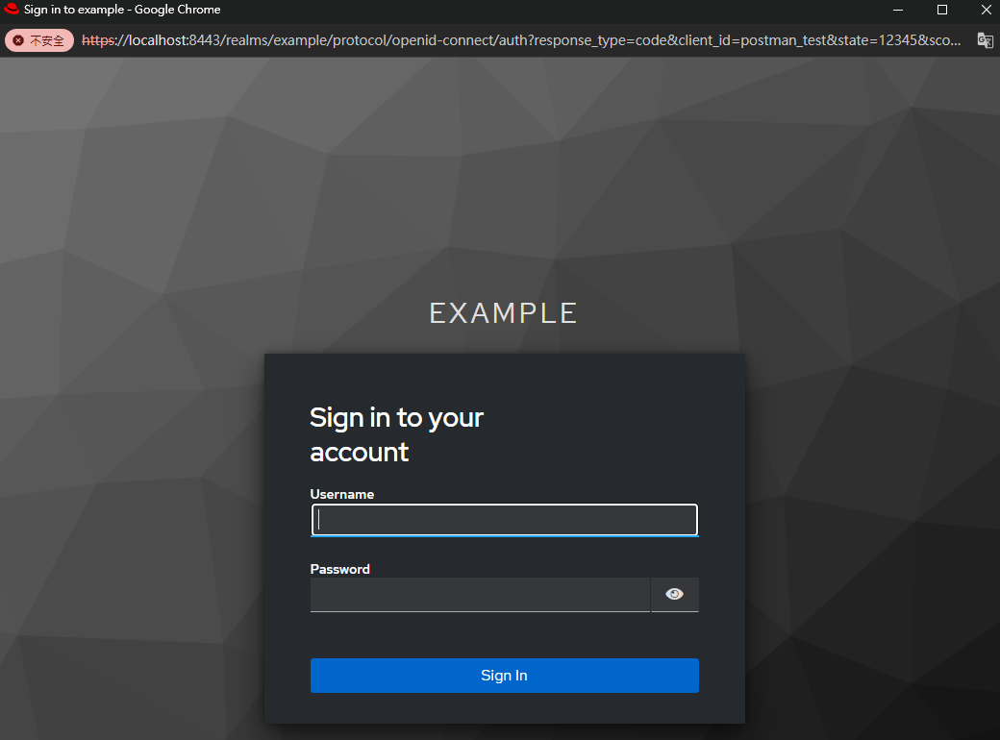 Sign in to example - Google Chrome
不安全 https://localhost:8443/realms/example/protocol/openid-connect/auth?response_type=code&client_id=postman_test&state=12345&sco...
EXAMPLE
Sign in to your
account
Username
Password
Sign In